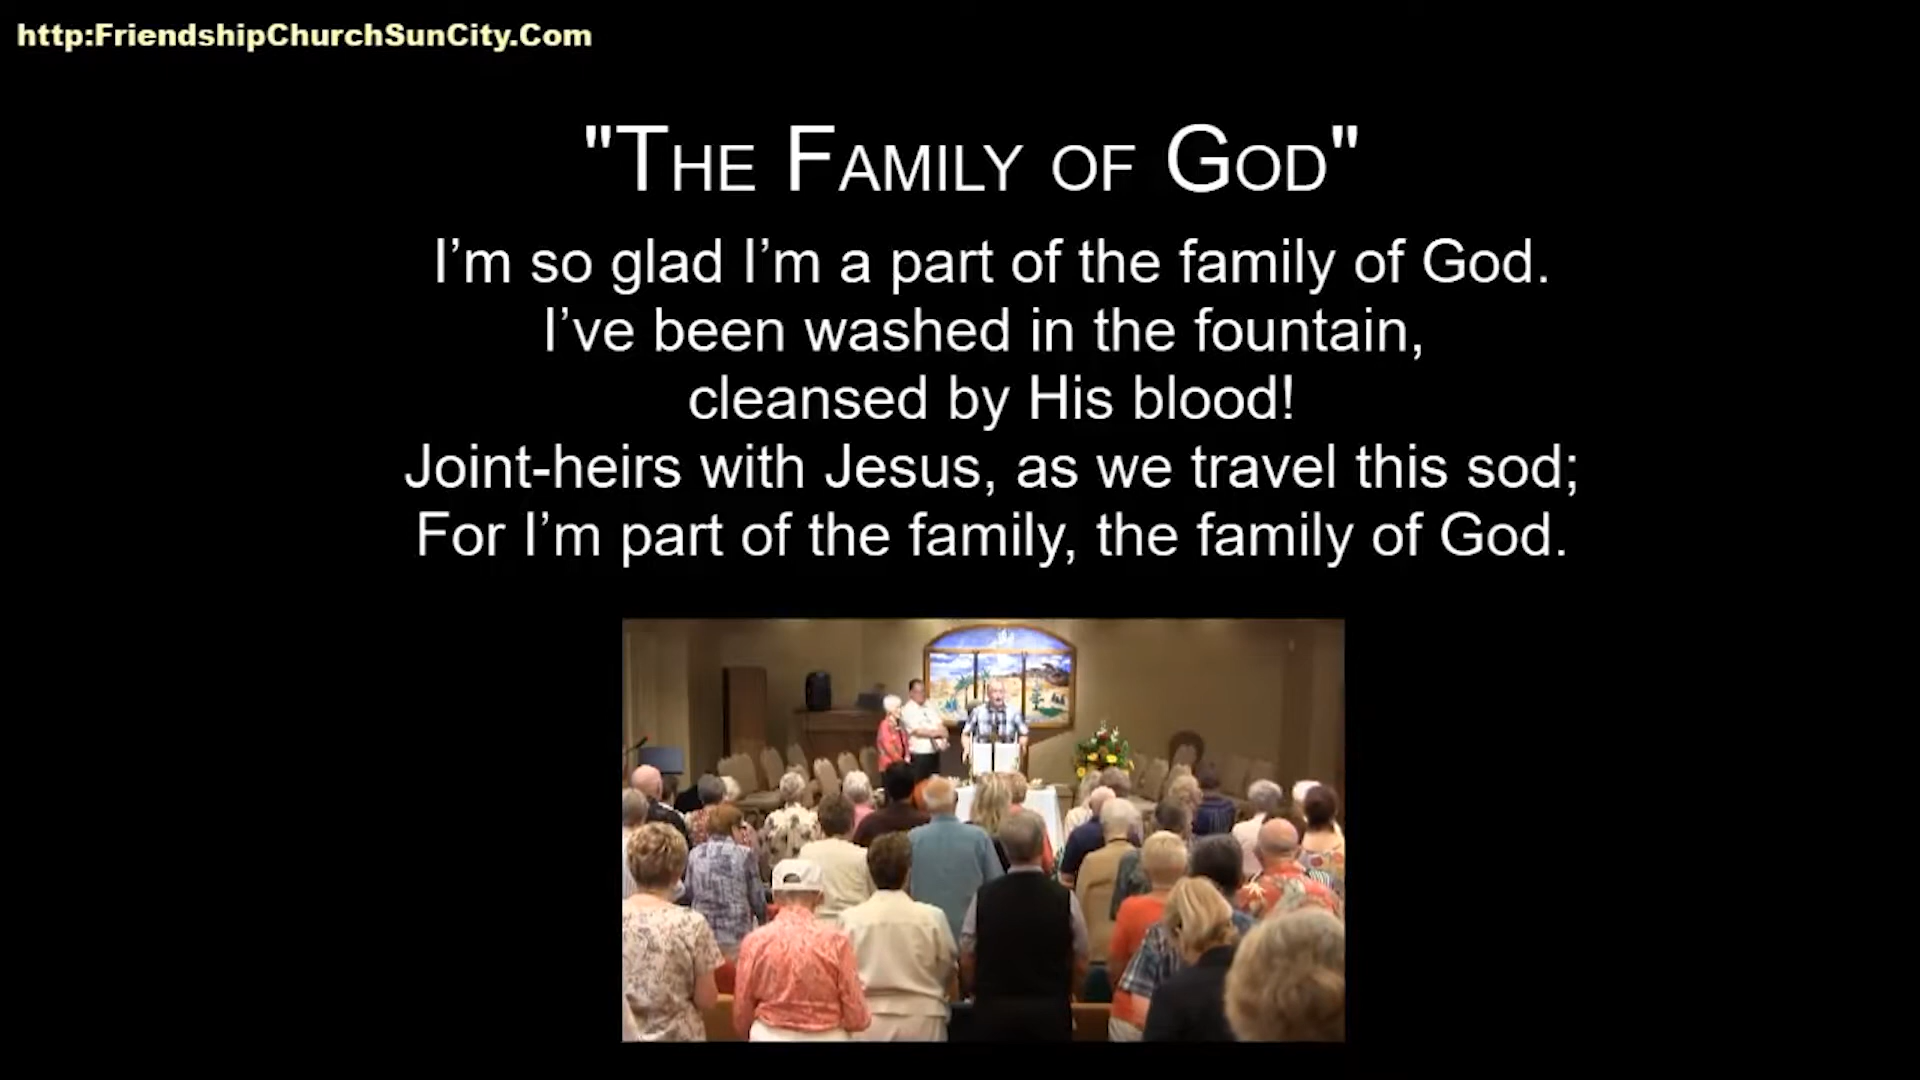 http:FriendshipChurchSunCity.Com
"The Family of God"
I’m so glad I’m a part of the family of God.
I’ve been washed in the fountain,
cleansed by His blood!
Joint-heirs with Jesus, as we travel this sod;
For I’m part of the family, the family of God.